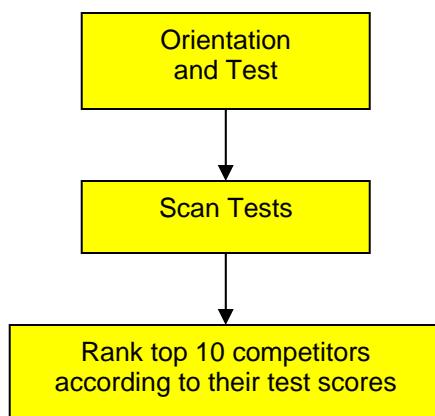 Orientation
and Test
Scan Tests
Rank top 10 competitors
according to their test scores